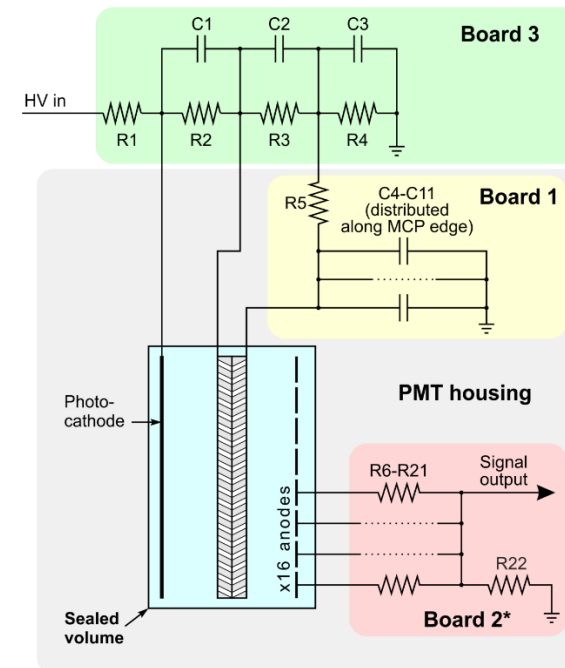 C1
C2
C3
Board 3
HV in
R1
R2
R3
R4
R5
C4-C11
(distributed
along MCP edge)
Board 1
Photo-
cathode
PMT housing
x16 anodes
R6-R21
Signal
output
R22
Sealed
volume
Board 2*